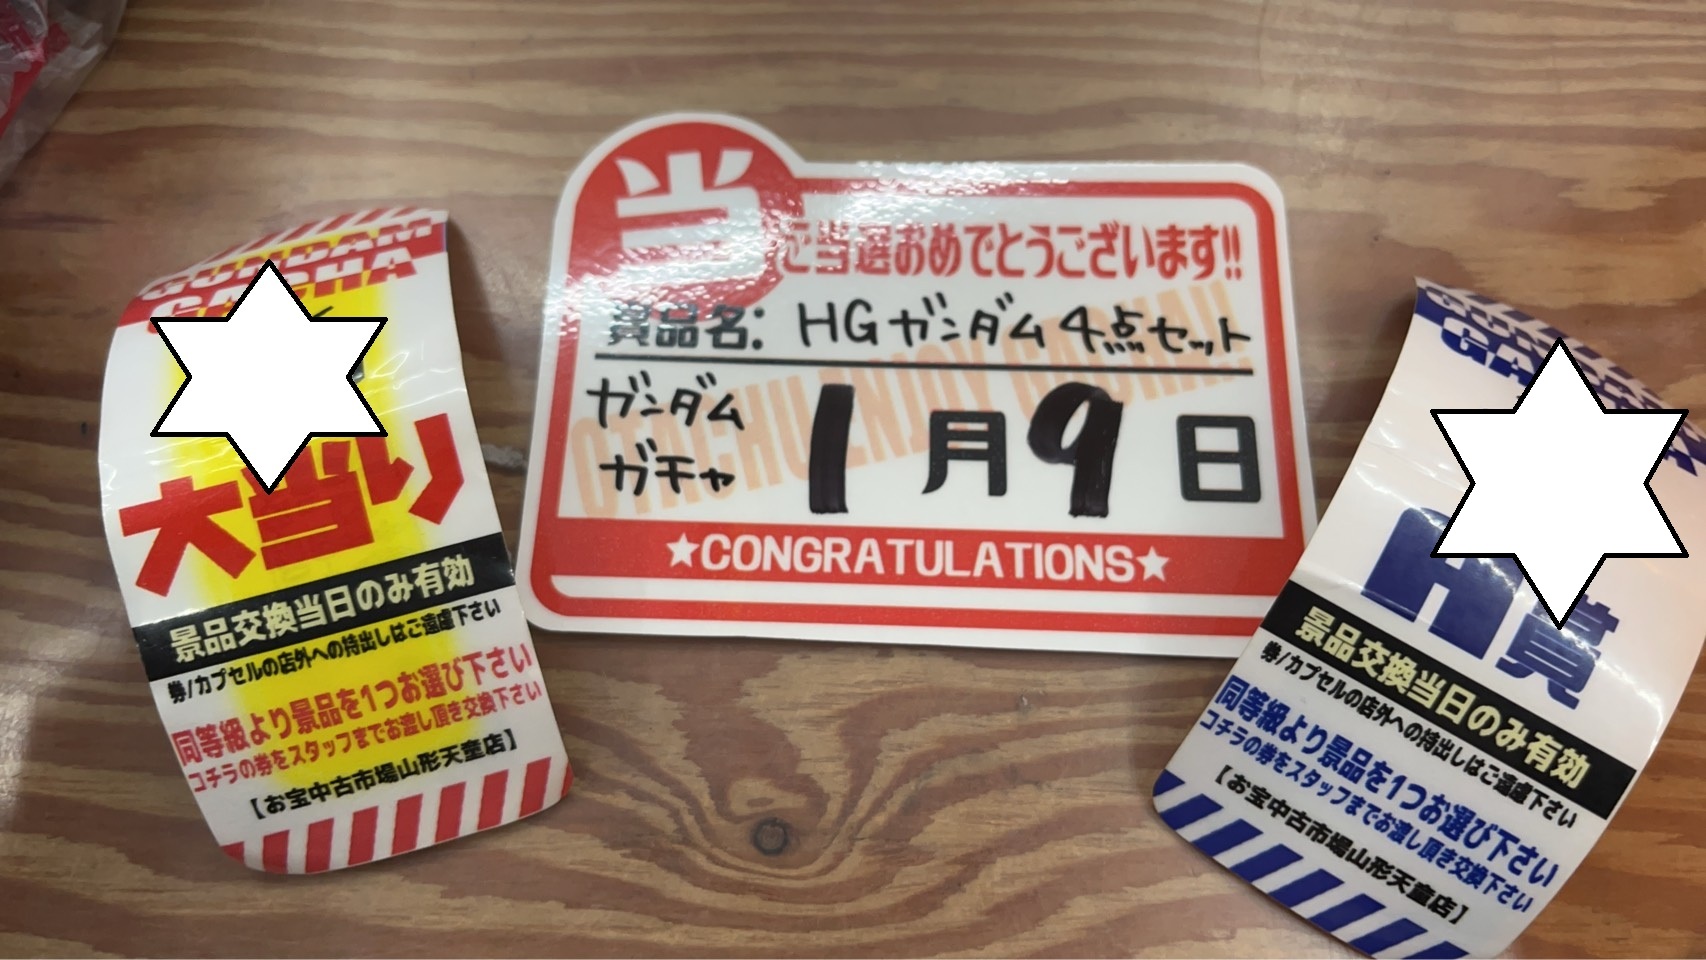 GUNDAM
GACHA
大当り
景品交換当日のみ有効
券/カプセルの店外への持出しはご遠慮下さい
同等級より景品を1つお選び下さい
コチラの券をスタッフまでお渡し頂き交換下さい
【お宝中古市場山形天童店】
当
ご当選おめでとうございます!!
賞品名: HGガンダム4点セット
ガンダム
ガチャ
1月9日
OTACHU ENJOY GACHA!!
★CONGRATULATIONS★
賞
景品交換当日のみ有効
券/カプセルの店外への持出しはご遠慮下さい
同等級より景品を1つお選び下さい
コチラの券をスタッフまでお渡し頂き交換下さい
【お宝中古市場山形天童店】